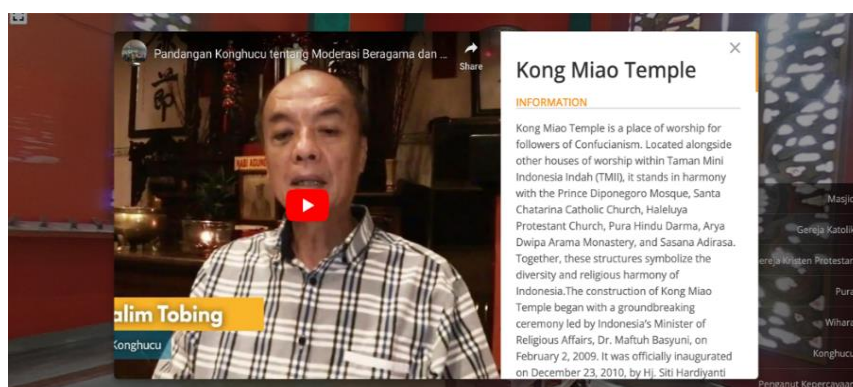 Pandangan Konghucu tentang Moderasi Beragama dan ...
Share
節
NABI AGUNG
alim Tobing
Konghucu
Kong Miao Temple
INFORMATION
Kong Miao Temple is a place of worship for
followers of Confucianism. Located alongside
other houses of worship within Taman Mini
Indonesia Indah (TMII), it stands in harmony
with the Prince Diponegoro Mosque, Santa
Chatarina Catholic Church, Haleluya
Protestant Church, Pura Hindu Darma, Arya
Dwipa Arama Monastery, and Sasana Adirasa.
Together, these structures symbolize the
diversity and religious harmony of
Indonesia.The construction of Kong Miao
Temple began with a groundbreaking
ceremony led by Indonesia's Minister of
Religious Affairs, Dr. Maftuh Basyuni, on
February 2, 2009. It was officially inaugurated
on December 23, 2010, by Hj. Siti Hardiyanti
Masjid
Gereja Katolik
ereja Kristen Protestan
Pura
Wihara
Konghucu
Penganut Kepercayaan